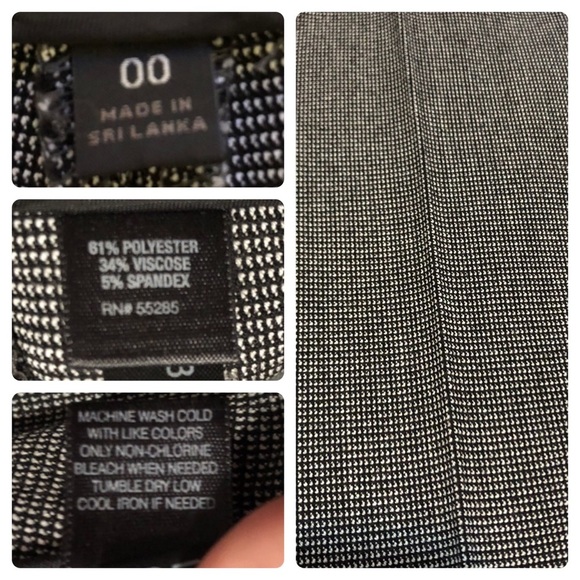 00
MADE IN
SRI LANKA
61% POLYESTER
34% VISCOSE
5% SPANDEX
RN# 55285
3
MACHINE WASH COLD
WITH LIKE COLORS
ONLY NON-CHLORINE
BLEACH WHEN NEEDED
TUMBLE DRY LOW
COOL IRON IF NEEDED